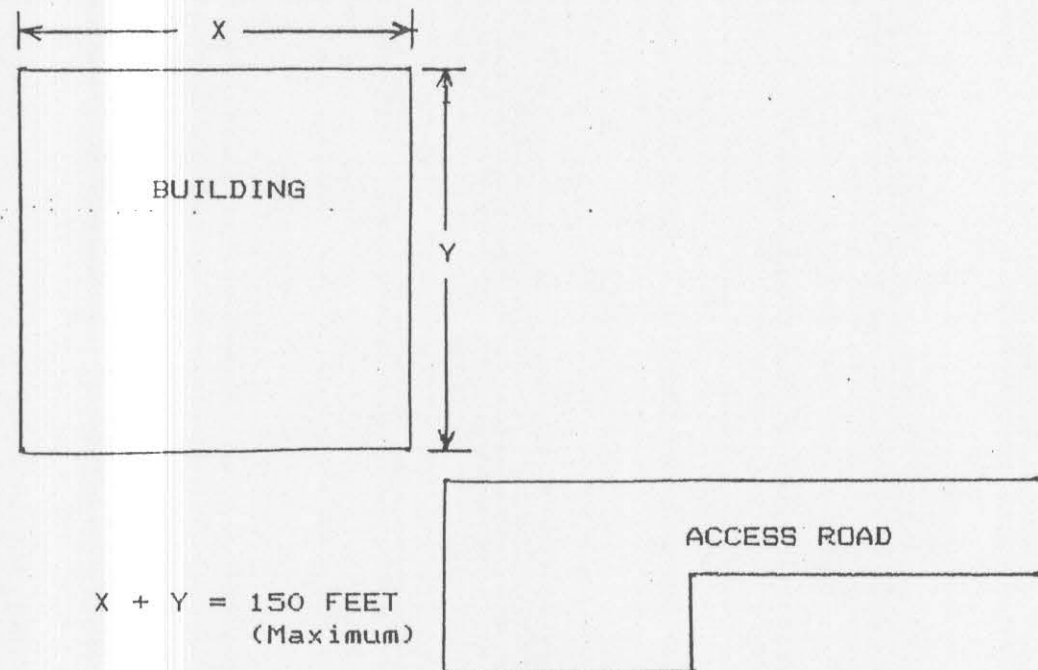 X
BUILDING
Y
ACCESS ROAD
X + Y = 150 FEET
(Maximum)